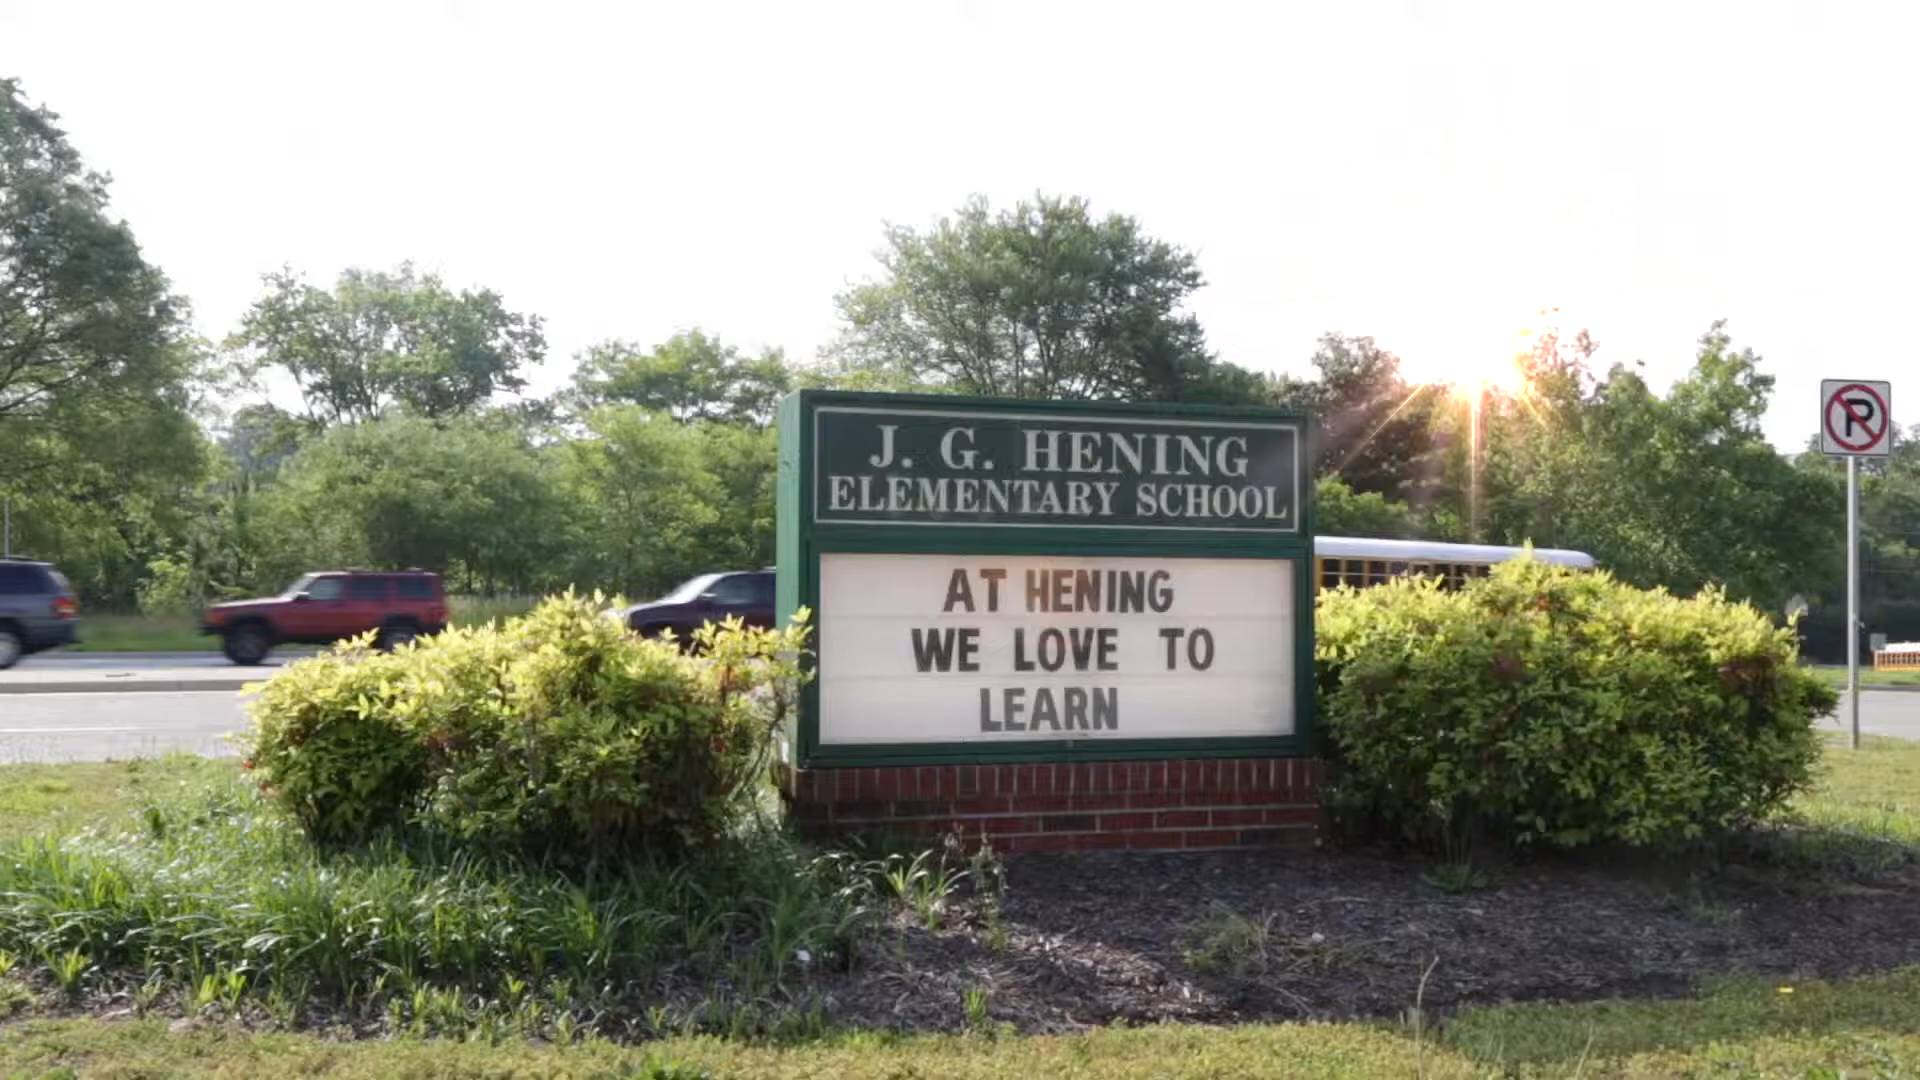 J. G. HENING
ELEMENTARY SCHOOL
AT HENING
WE LOVE TO
LEARN
P